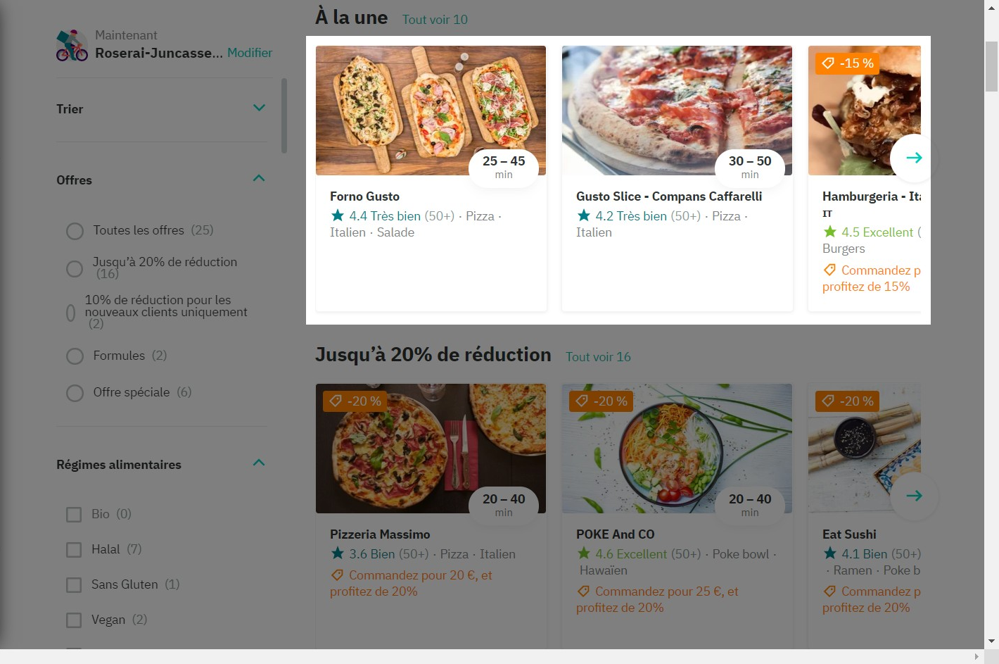 À la une Tout voir 10
Maintenant
Roserai-Juncasse... Modifier
Trier
Offres
Toutes les offres (25)
Jusqu’à 20% de réduction
(16)
10% de réduction pour les
nouveaux clients uniquement
(2)
Formules (2)
Offre spéciale (6)
Régimes alimentaires
Bio (0)
Halal (7)
Sans Gluten (1)
Vegan (2)
25 – 45
min
Forno Gusto
4.4 Très bien (50+) · Pizza ·
Italien · Salade
30 – 50
min
Gusto Slice - Compans Caffarelli
4.2 Très bien (50+) · Pizza ·
Italien
-15 %
Hamburgeria - Ita
IT
4.5 Excellent (
Burgers
Commandez p
profitez de 15%
Jusqu’à 20% de réduction Tout voir 16
-20 %
20 – 40
min
Pizzeria Massimo
3.6 Bien (50+) · Pizza · Italien
Commandez pour 20 €, et
profitez de 20%
-20 %
20 – 40
min
POKE And CO
4.6 Excellent (50+) · Poke bowl ·
Hawaïen
Commandez pour 25 €, et
profitez de 20%
-20 %
Eat Sushi
4.1 Bien (50+)
· Ramen · Poke b
Commandez p
profitez de 20%